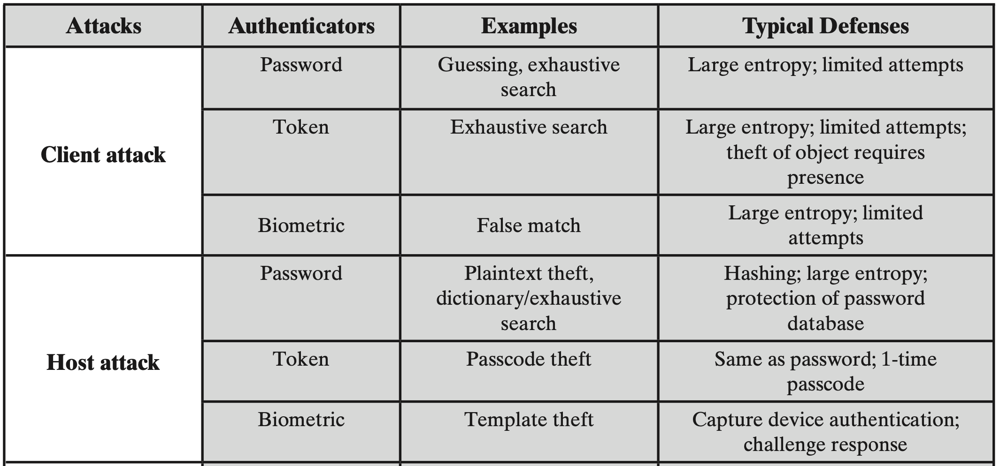 Attacks
Authenticators
Examples
Typical Defenses
Client attack
Password
Guessing, exhaustive
search
Large entropy; limited attempts
Token
Exhaustive search
Large entropy; limited attempts;
theft of object requires
presence
Biometric
False match
Large entropy; limited
attempts
Host attack
Password
Plaintext theft,
dictionary/exhaustive
search
Hashing; large entropy;
protection of password
database
Token
Passcode theft
Same as password; 1-time
passcode
Biometric
Template theft
Capture device authentication;
challenge response